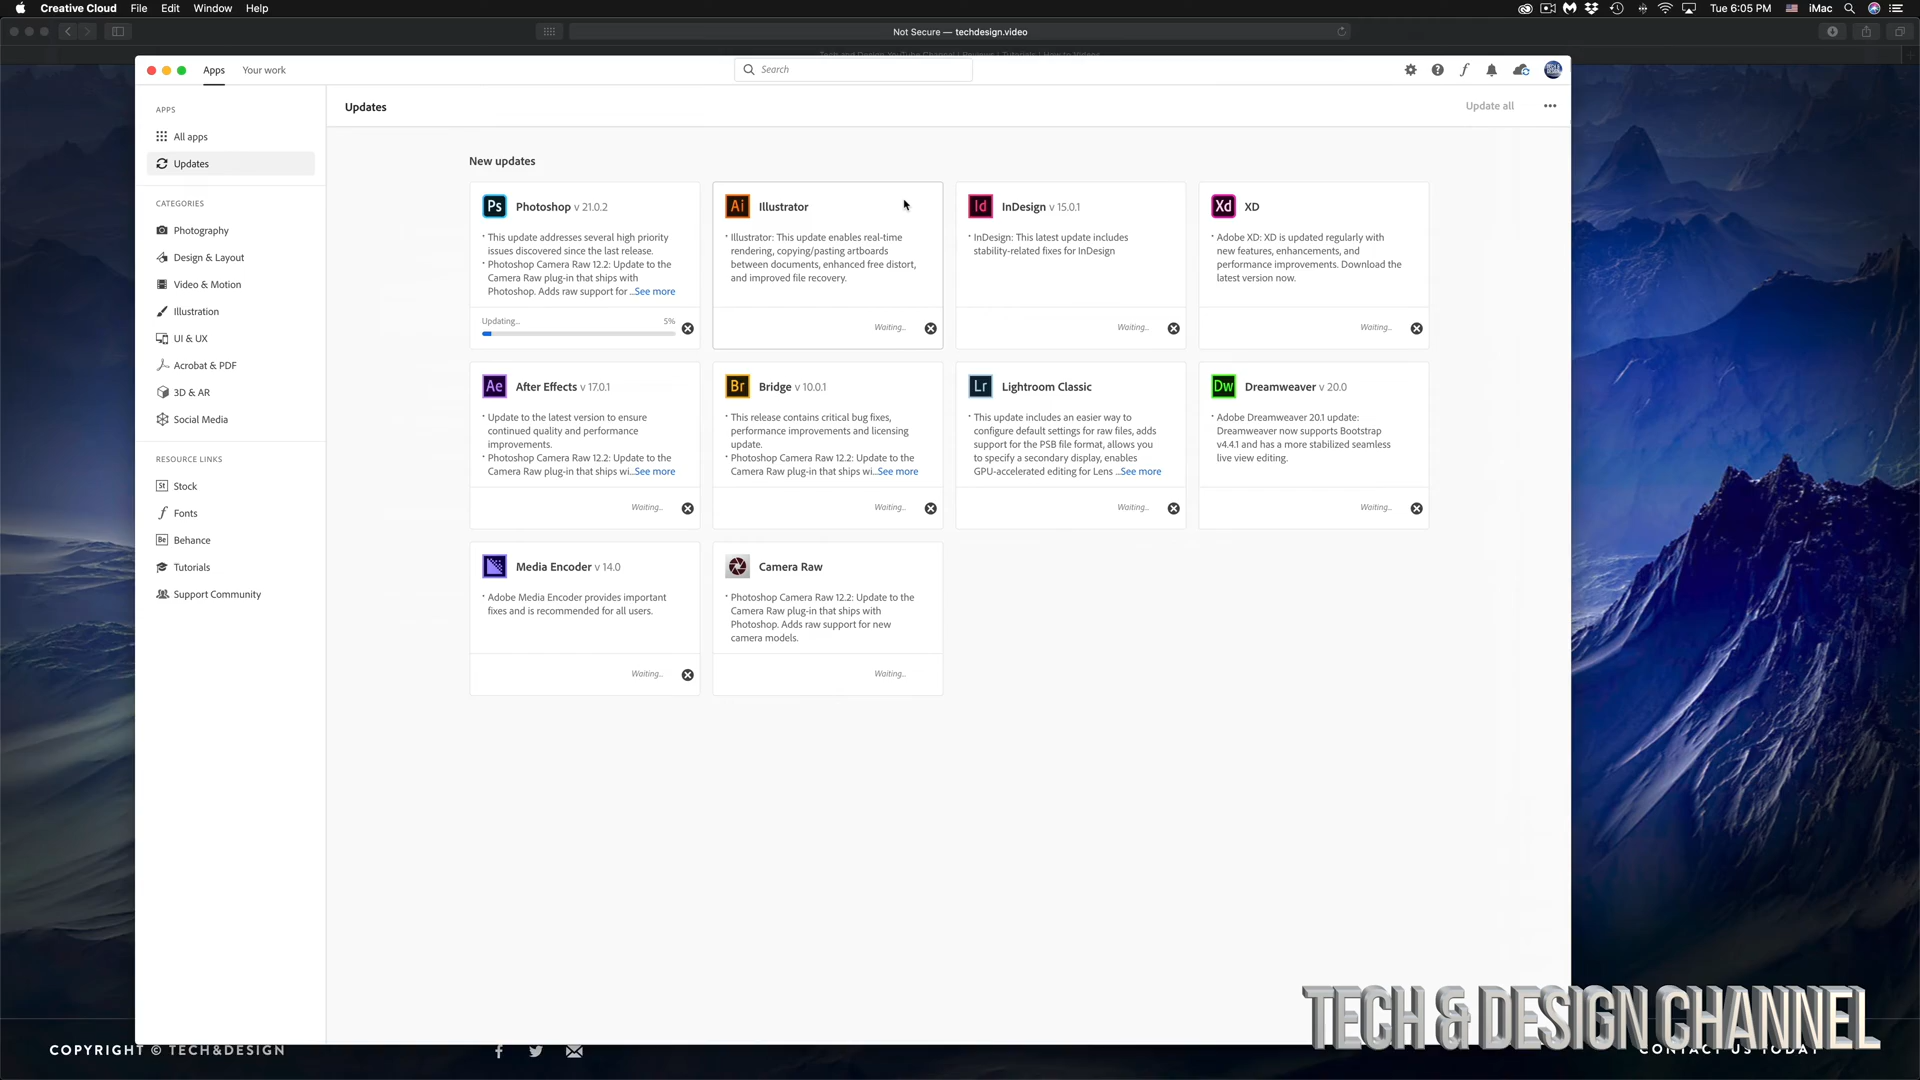 Creative Cloud File Edit Window Help
Tue 6:05 PM iMac
Not Secure — techdesign.video
Tech and Design YouTube Channel | Reviews | Tutorials | How to Videos
Apps Your work
Search
APPS
All apps
Updates
CATEGORIES
Photography
Design & Layout
Video & Motion
Illustration
UI & UX
Acrobat & PDF
3D & AR
Social Media
RESOURCE LINKS
St Stock
Fonts
Be Behance
Tutorials
Support Community
Updates
Update all
New updates
Ps Photoshop v 21.0.2
• This update addresses several high priority
issues discovered since the last release.
• Photoshop Camera Raw 12.2: Update to the
Camera Raw plug-in that ships with
Photoshop. Adds raw support for ...See more
Updating... 5%
Ai Illustrator
• Illustrator: This update enables real-time
rendering, copying/pasting artboards
between documents, enhanced free distort,
and improved file recovery.
Waiting...
Id InDesign v 15.0.1
• InDesign: This latest update includes
stability-related fixes for InDesign
Waiting...
Xd XD
• Adobe XD: XD is updated regularly with
new features, enhancements, and
performance improvements. Download the
latest version now.
Waiting...
Ae After Effects v 17.0.1
• Update to the latest version to ensure
continued quality and performance
improvements.
• Photoshop Camera Raw 12.2: Update to the
Camera Raw plug-in that ships wi...See more
Waiting...
Br Bridge v 10.0.1
• This release contains critical bug fixes,
performance improvements and licensing
update.
• Photoshop Camera Raw 12.2: Update to the
Camera Raw plug-in that ships wi...See more
Waiting...
Lr Lightroom Classic
• This update includes an easier way to
configure default settings for raw files, adds
support for the PSB file format, allows you
to specify a secondary display, enables
GPU-accelerated editing for Lens ...See more
Waiting...
Dw Dreamweaver v 20.0
• Adobe Dreamweaver 20.1 update:
Dreamweaver now supports Bootstrap
v4.4.1 and has a more stabilized seamless
live view editing.
Waiting...
Media Encoder v 14.0
• Adobe Media Encoder provides important
fixes and is recommended for all users.
Waiting...
Camera Raw
• Photoshop Camera Raw 12.2: Update to the
Camera Raw plug-in that ships with
Photoshop. Adds raw support for new
camera models.
Waiting...
TECH & DESIGN CHANNEL
COPYRIGHT © TECH&DESIGN
CONTACT US TODAY